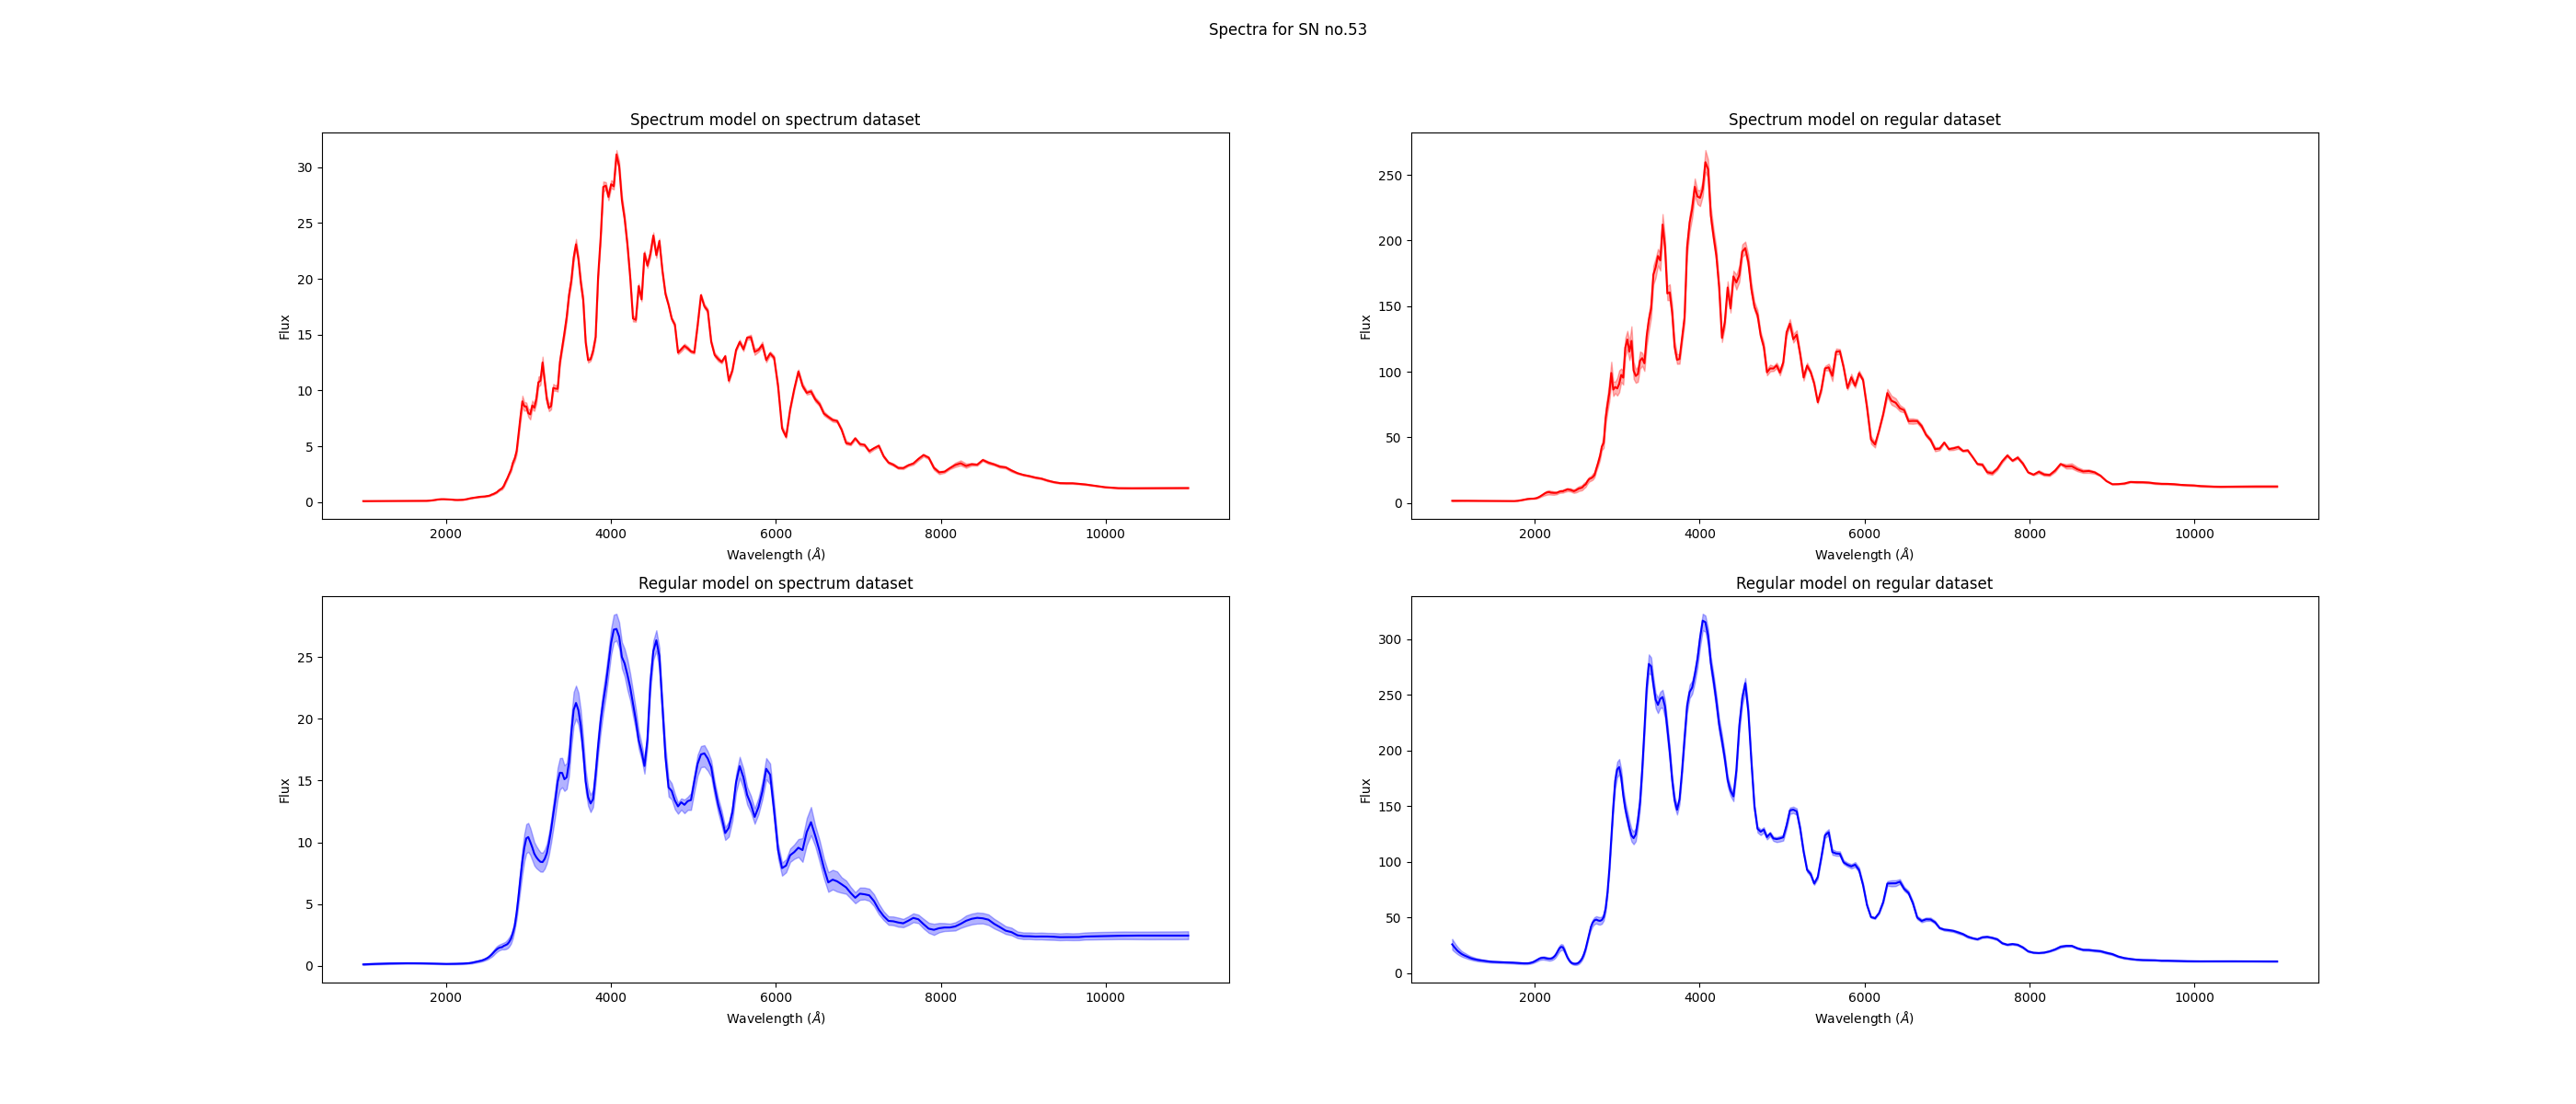 Spectra for SN no.53
Spectrum model on spectrum dataset
30
25
20
15
10
5
0
Flux
2000 4000 6000 8000 10000
Wavelength (Å)
Spectrum model on regular dataset
250
200
150
100
50
0
Flux
2000 4000 6000 8000 10000
Wavelength (Å)
Regular model on spectrum dataset
25
20
15
10
5
0
Flux
2000 4000 6000 8000 10000
Wavelength (Å)
Regular model on regular dataset
300
250
200
150
100
50
0
Flux
2000 4000 6000 8000 10000
Wavelength (Å)